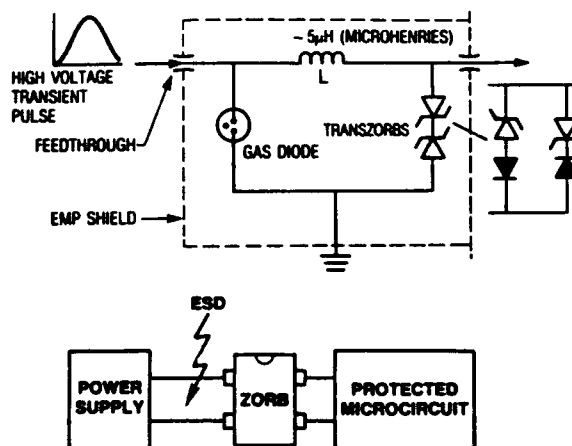 ~ 5μH (MICROHENRIES)
L
HIGH VOLTAGE
TRANSIENT
PULSE
FEEDTHROUGH
GAS DIODE
TRANSZORBS
EMP SHIELD
ESD
POWER
SUPPLY
ZORB
PROTECTED
MICROCIRCUIT